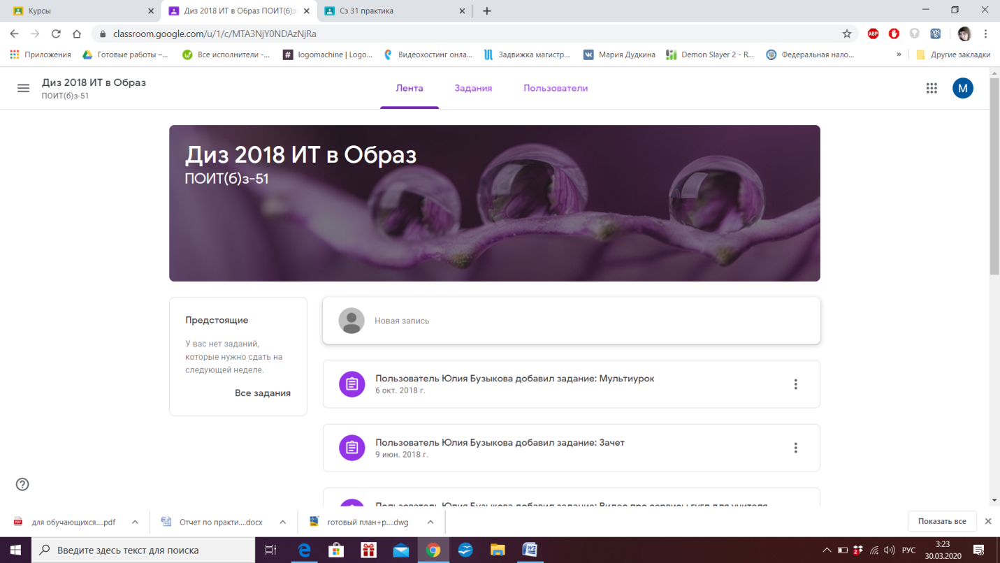 Курсы
Диз 2018 ИТ в Образ ПОИТ(б)з-
Сз 31 практика
classroom.google.com/u/1/c/MTA3NjY0NDAzNjRa
ABP
Приложения
Готовые работы –...
Все исполнители -...
logomachine | Logo...
Видеохостинг онла...
Задвижка магистр...
Мария Дудкина
Demon Slayer 2 - R...
Федеральная нало...
»
Другие закладки
Диз 2018 ИТ в Образ
ПОИТ(б)з-51
Лента
Задания
Пользователи
М
Диз 2018 ИТ в Образ
ПОИТ(б)з-51
Предстоящие
У вас нет заданий,
которые нужно сдать на
следующей неделе.
Все задания
Новая запись
Пользователь Юлия Бузыкова добавил задание: Мультиурок
6 окт. 2018 г.
Пользователь Юлия Бузыкова добавил задание: Зачет
9 июн. 2018 г.
Пользователь Юлия Бузыкова добавил задание: Видео про сервисы гугл для учителя
для обучающихся....pdf
Отчет по практи....docx
готовый план+р....dwg
Показать все
Введите здесь текст для поиска
РУС
3:23
30.03.2020